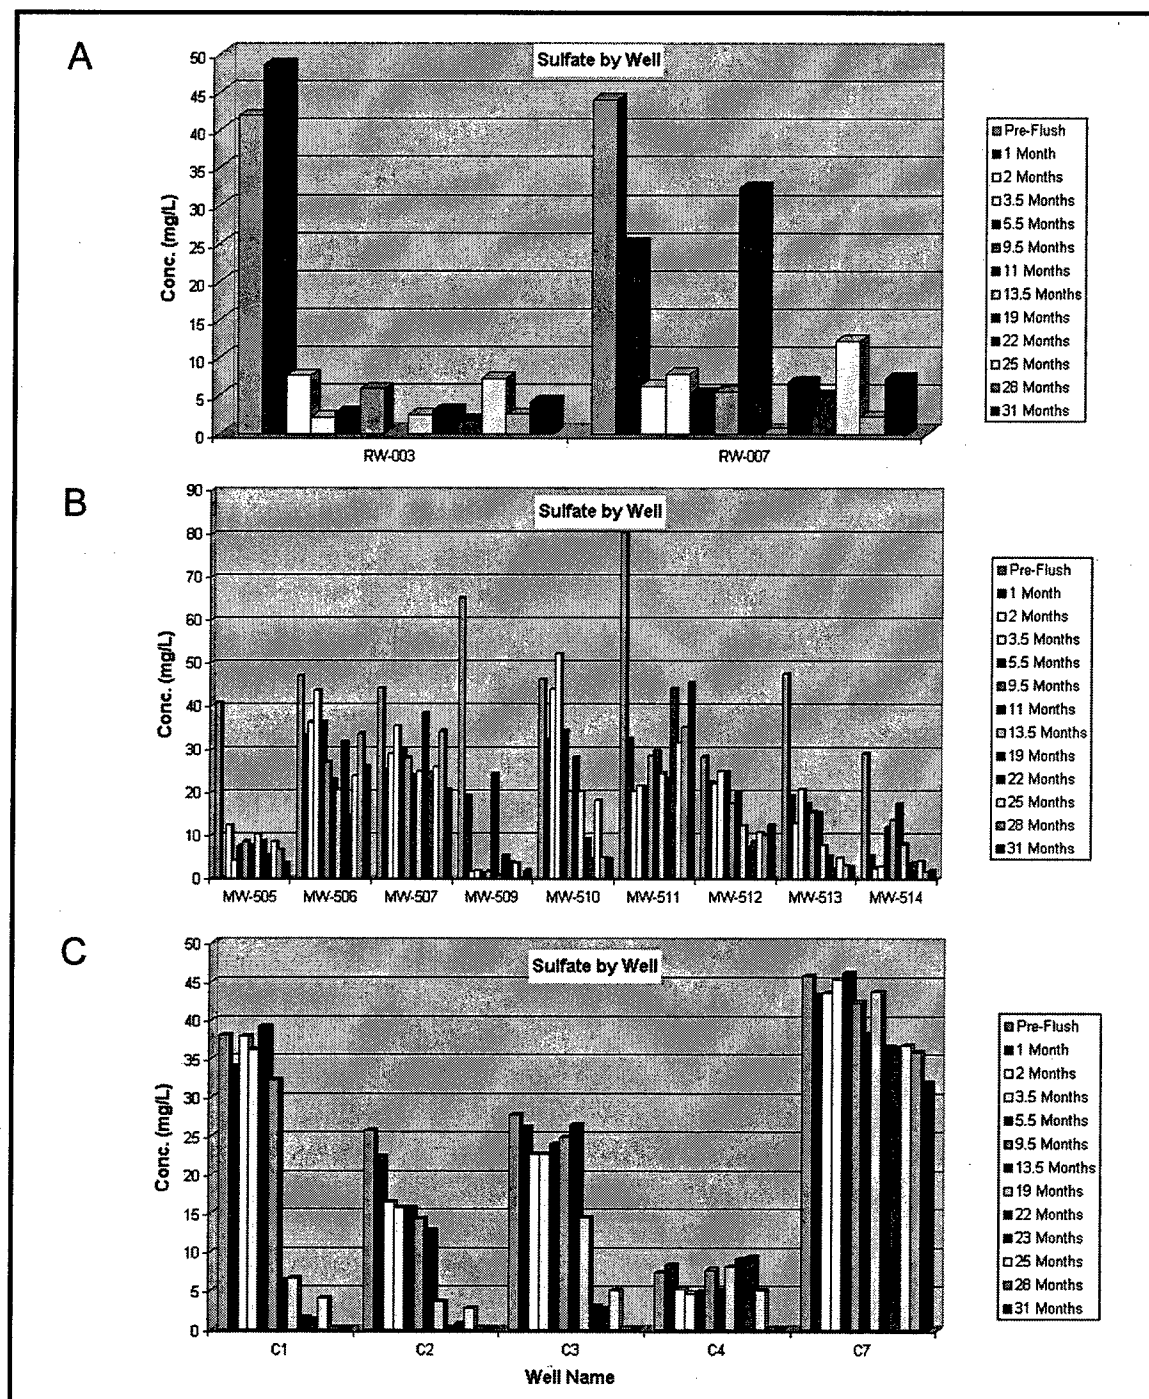 A
Sulfate by Well
50
45
40
35
30
25
20
15
10
5
0
Conc. (mg/L)
RW-003 RW-007
Pre-Flush
1 Month
2 Months
3.5 Months
5.5 Months
9.5 Months
11 Months
13.5 Months
19 Months
22 Months
25 Months
28 Months
31 Months
B
Sulfate by Well
90
80
70
60
50
40
30
20
10
0
Conc. (mg/L)
MW-505 MW-506 MW-507 MW-509 MW-510 MW-511 MW-512 MW-513 MW-514
Pre-Flush
1 Month
2 Months
3.5 Months
5.5 Months
9.5 Months
11 Months
13.5 Months
19 Months
22 Months
25 Months
28 Months
31 Months
C
Sulfate by Well
50
45
40
35
30
25
20
15
10
5
0
Conc. (mg/L)
C1 C2 C3 C4 C7
Well Name
Pre-Flush
1 Month
2 Months
3.5 Months
5.5 Months
9.5 Months
13.5 Months
19 Months
22 Months
23 Months
25 Months
28 Months
31 Months